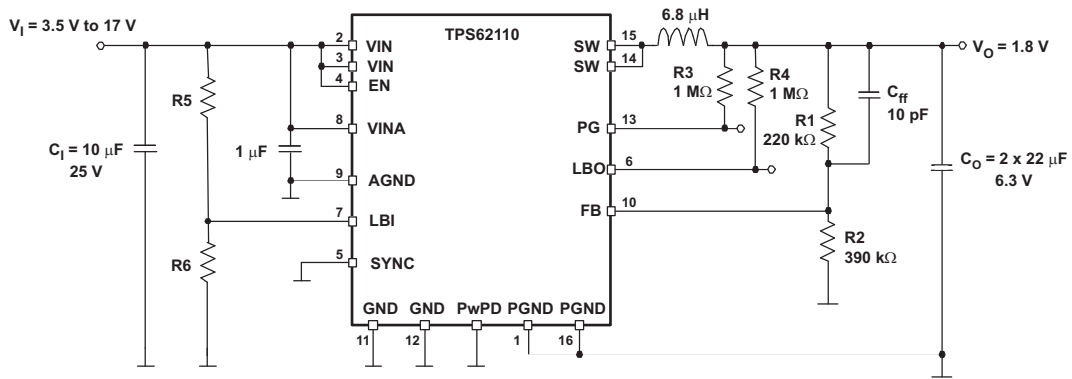 V_I = 3.5 V to 17 V
TPS62110
2
VIN
3
VIN
4
EN
8
VINA
9
AGND
7
LBI
5
SYNC
15
SW
14
SW
13
PG
6
LBO
10
FB
GND
GND
PwPD
PGND
PGND
11
12
1
16
6.8 μH
V_O = 1.8 V
R3
1 MΩ
R4
1 MΩ
C_ff
10 pF
R1
220 kΩ
R2
390 kΩ
C_O = 2 x 22 μF
6.3 V
R5
R6
C_I = 10 μF
25 V
1 μF